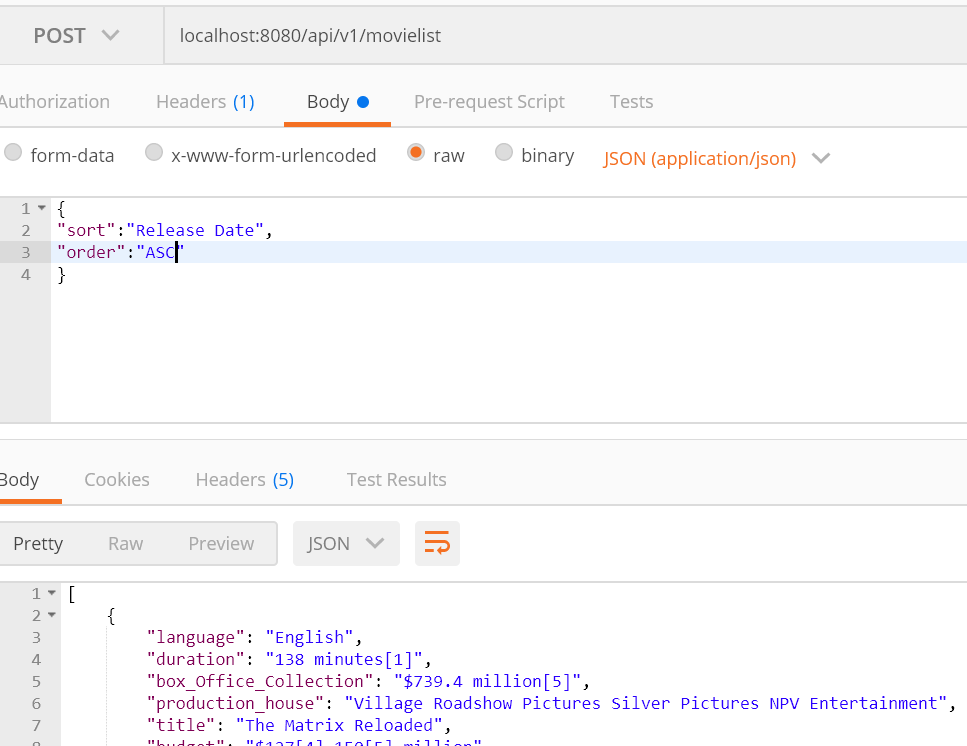 POST localhost:8080/api/v1/movielist
Authorization Headers (1) Body Pre-request Script Tests
form-data x-www-form-urlencoded raw binary JSON (application/json)
1 {
2 "sort":"Release Date",
3 "order":"ASC"
4 }
Body Cookies Headers (5) Test Results
Pretty Raw Preview JSON
1 [
2 {
3 "language": "English",
4 "duration": "138 minutes[1]",
5 "box_Office_Collection": "$739.4 million[5]",
6 "production_house": "Village Roadshow Pictures Silver Pictures NPV Entertainment",
7 "title": "The Matrix Reloaded",
"budget": "$127[4]-150[5] million"